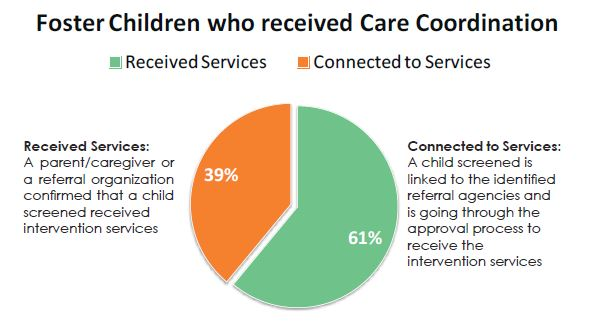 Foster Children who received Care Coordination
Received Services
Connected to Services
Received Services:
A parent/caregiver or
a referral organization
confirmed that a child
screened received
intervention services
39%
61%
Connected to Services:
A child screened is
linked to the identified
referral agencies and
is going through the
approval process to
receive the
intervention services